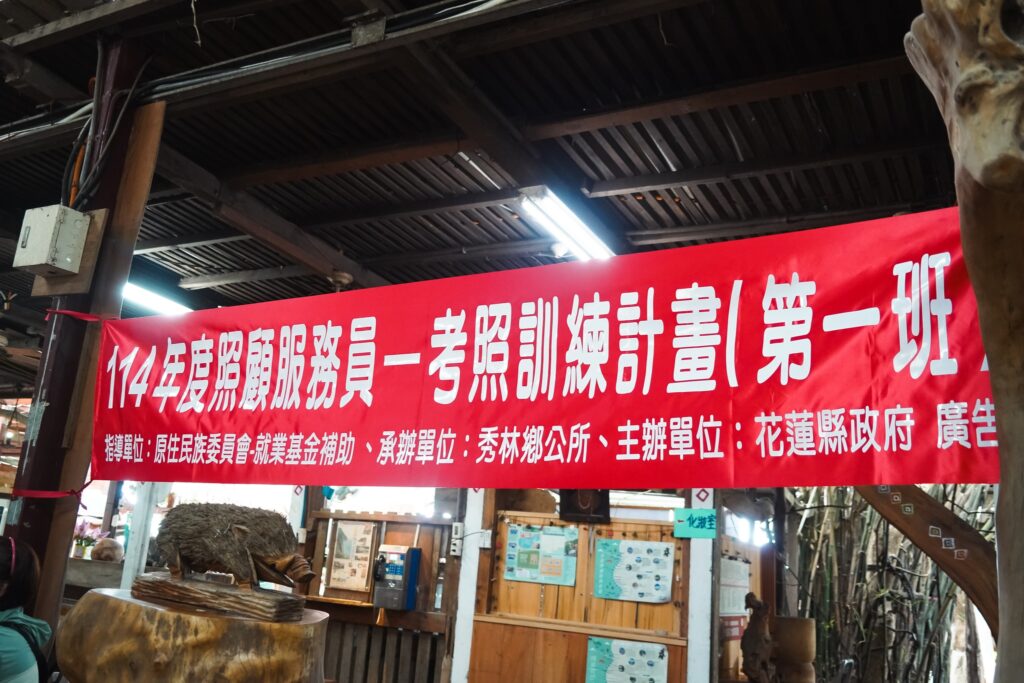 114年度照顧服務員一考照訓練計畫(第一班
指導單位：原住民族委員會-就業基金補助、承辦單位：秀林鄉公所、主辦單位：花蓮縣政府 廣告
化妝室